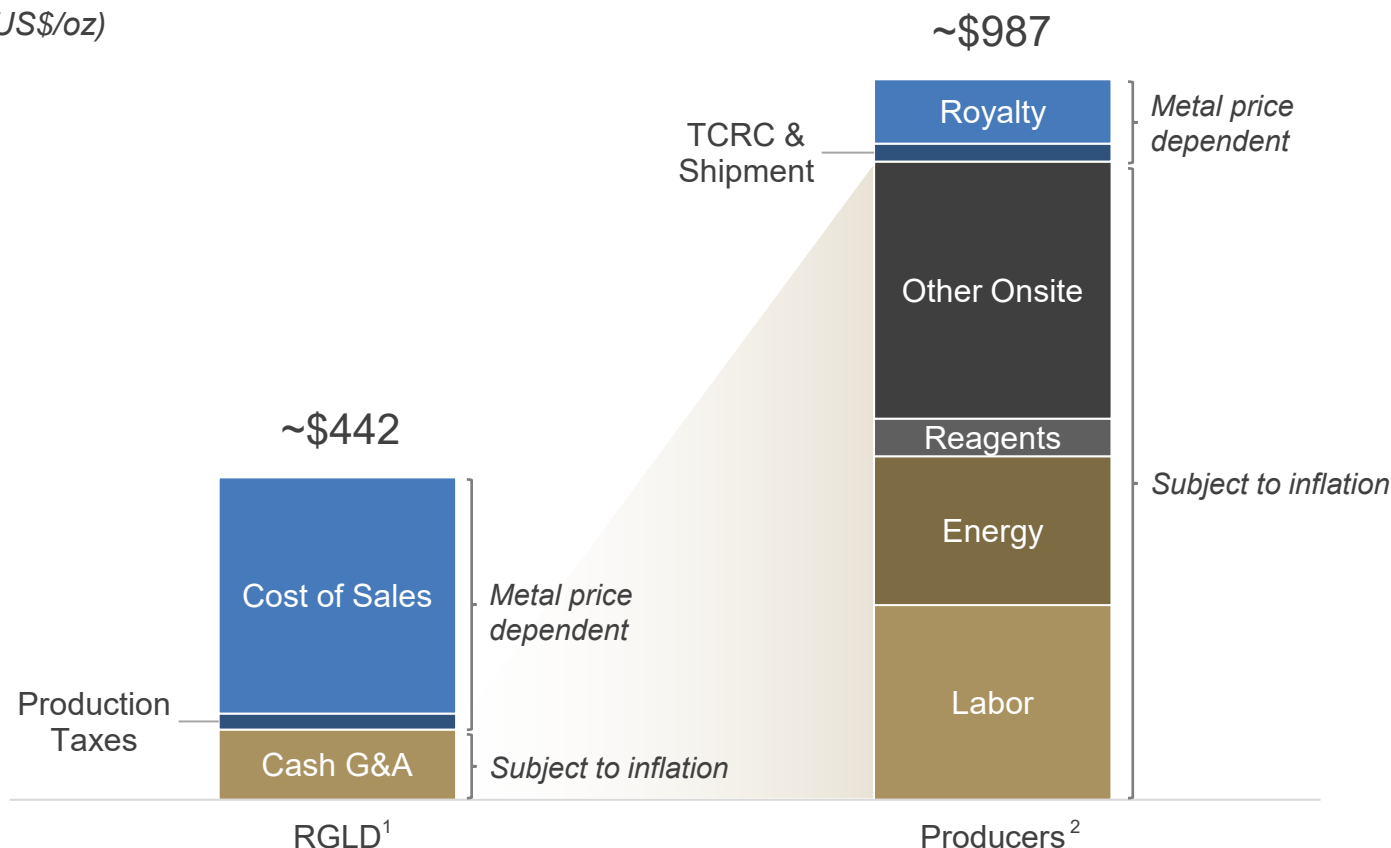 US$/oz)
~$987
Royalty
Metal price
dependent
TCRC &
Shipment
Other Onsite
~$442
Reagents
Subject to inflation
Energy
Cost of Sales
Metal price
dependent
Labor
Production
Taxes
Cash G&A
Subject to inflation
RGLD1
Producers2